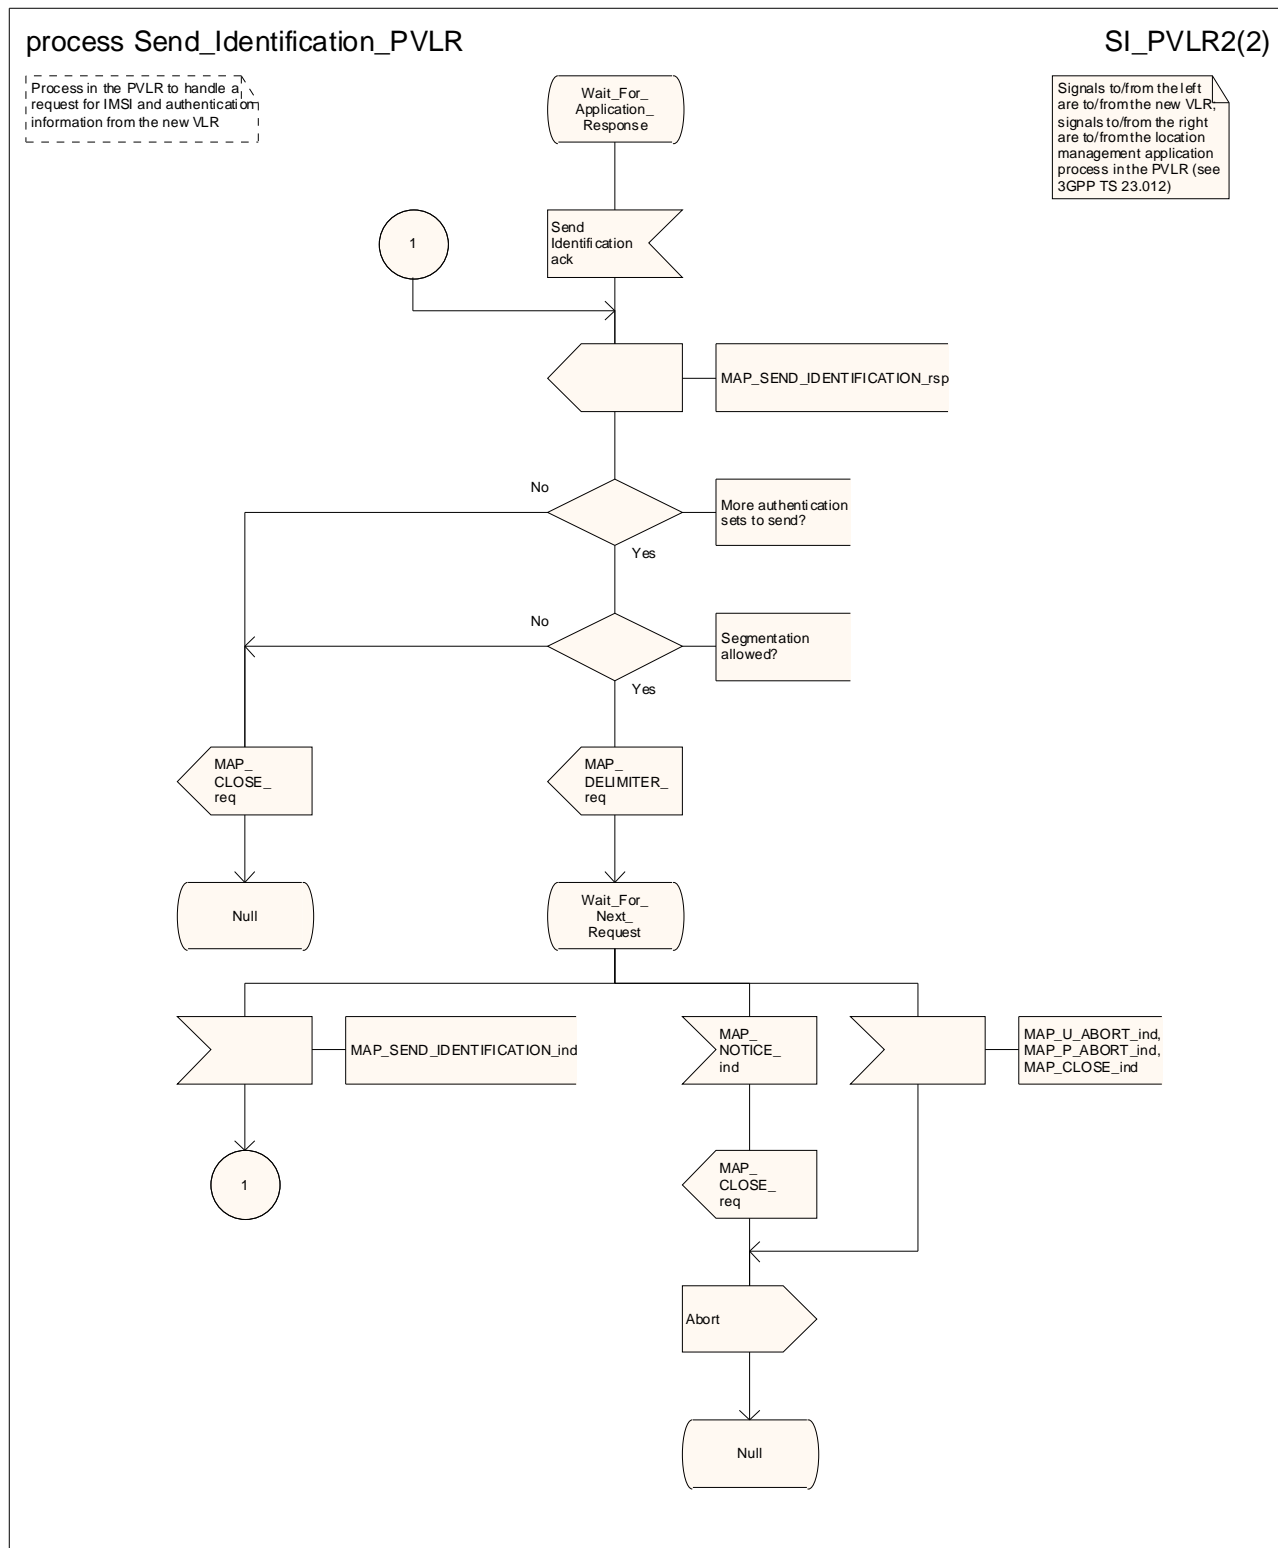 process Send_Identification_PVLR
SI_PVLR2(2)
Process in the PVLR to handle a
request for IMSI and authentication
information from the new VLR
Wait_For_
Application_
Response
Signals to/from the left
are to/from the new VLR;
signals to/from the right
are to/from the location
management application
process in the PVLR (see
3GPP TS 23.012)
1
Send
Identification
ack
MAP_SEND_IDENTIFICATION_rsp
No
More authentication
sets to send?
Yes
No
Segmentation
allowed?
Yes
MAP_
CLOSE_
req
MAP_
DELIMITER_
req
Null
Wait_For_
Next_
Request
MAP_SEND_IDENTIFICATION_ind
MAP_
NOTICE_
ind
MAP_U_ABORT_ind,
MAP_P_ABORT_ind,
MAP_CLOSE_ind
1
MAP_
CLOSE_
req
Abort
Null